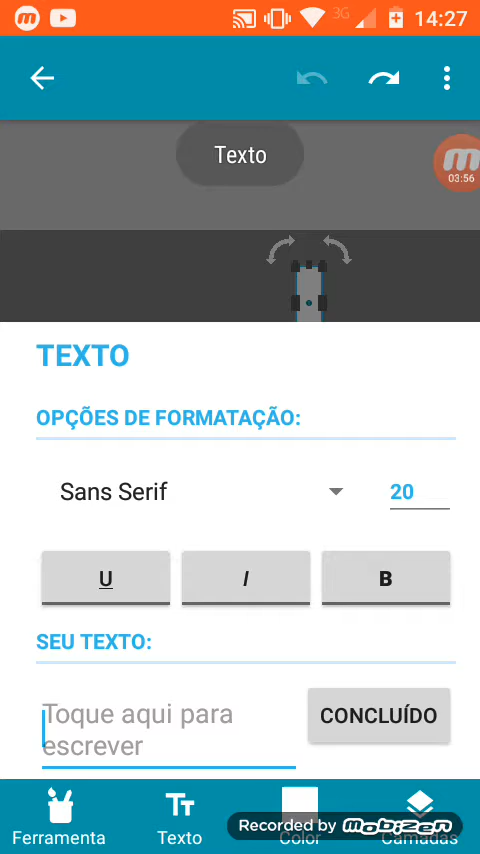 3G
14:27
Texto
03:56
TEXTO
OPÇÕES DE FORMATAÇÃO:
Sans Serif
20
U
I
B
SEU TEXTO:
Toque aqui para
escrever
CONCLUÍDO
Ferramenta
Texto
Color
Camadas
Recorded by mobizen